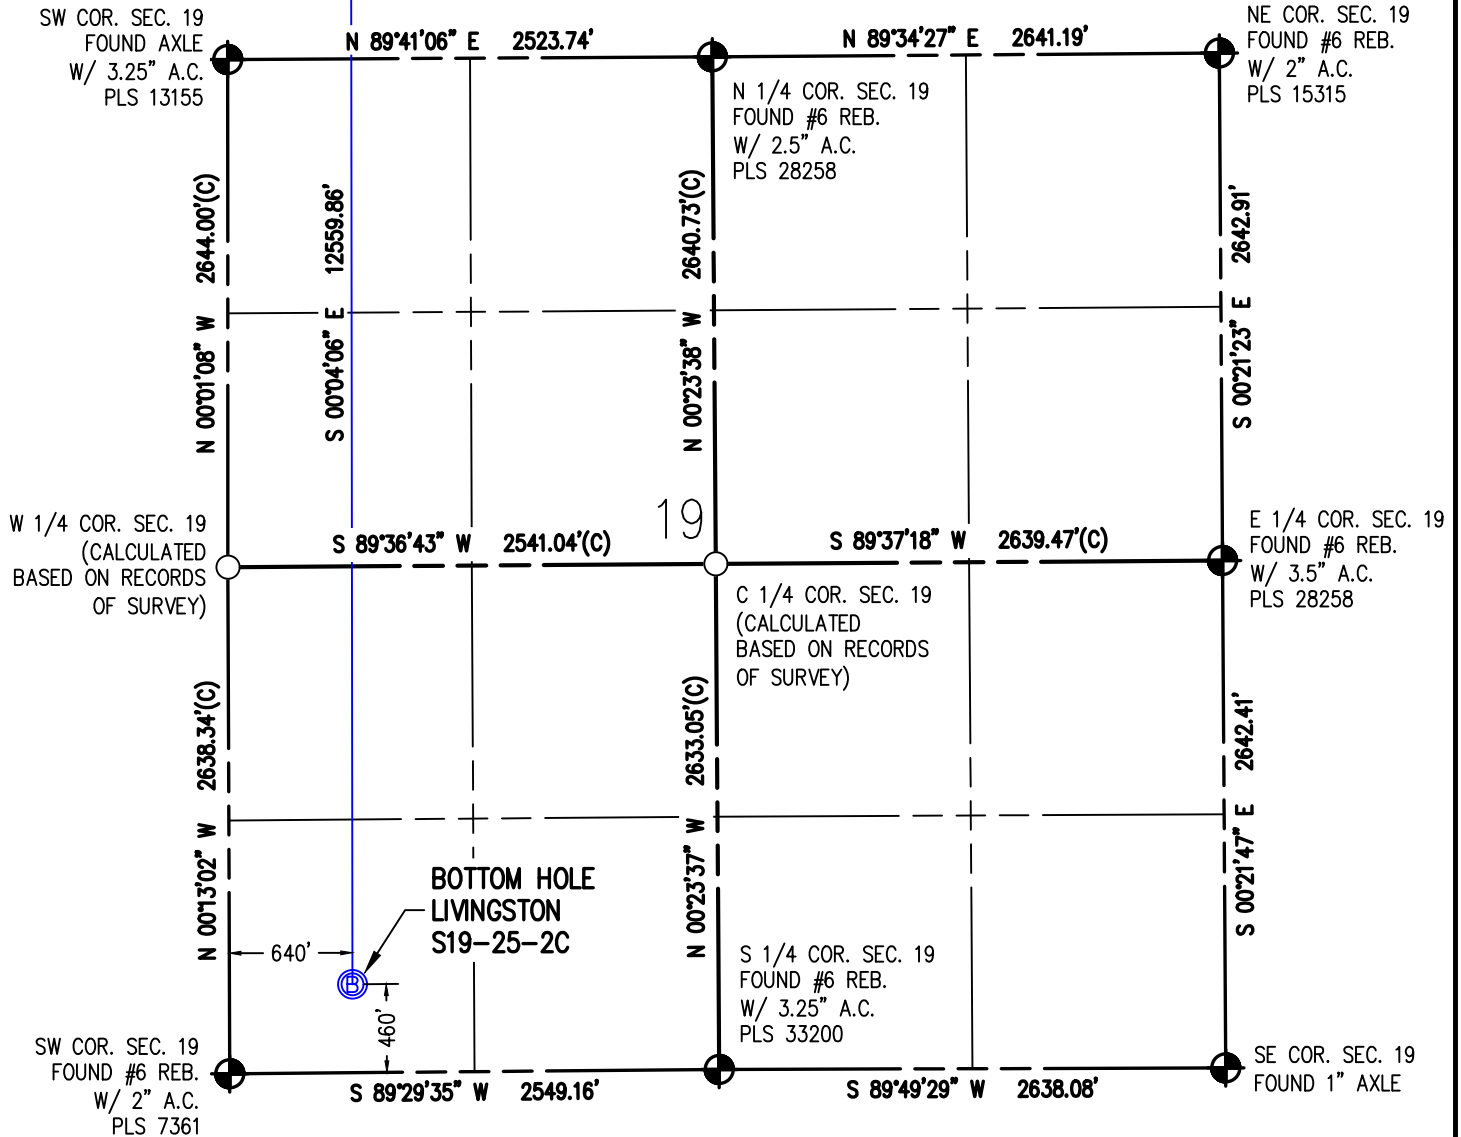 SW COR. SEC. 19
FOUND AXLE
W/ 3.25" A.C.
PLS 13155
N 89°41'06" E 2523.74'
N 89°34'27" E 2641.19'
NE COR. SEC. 19
FOUND #6 REB.
W/ 2" A.C.
PLS 15315
N 1/4 COR. SEC. 19
FOUND #6 REB.
W/ 2.5" A.C.
PLS 28258
N 00°01'08" W 2644.00'(C)
S 00°04'06" E 12559.86'
N 00°23'38" W 2640.73'(C)
S 00°21'23" E 2642.91'
19
W 1/4 COR. SEC. 19
(CALCULATED
BASED ON RECORDS
OF SURVEY)
S 89°36'43" W 2541.04'(C)
S 89°37'18" W 2639.47'(C)
E 1/4 COR. SEC. 19
FOUND #6 REB.
W/ 3.5" A.C.
PLS 28258
C 1/4 COR. SEC. 19
(CALCULATED
BASED ON RECORDS
OF SURVEY)
N 00°13'02" W 2638.34'(C)
N 00°23'37" W 2633.05'(C)
S 00°21'47" E 2642.41'
BOTTOM HOLE
LIVINGSTON
S19-25-2C
640'
B
460'
S 1/4 COR. SEC. 19
FOUND #6 REB.
W/ 3.25" A.C.
PLS 33200
SW COR. SEC. 19
FOUND #6 REB.
W/ 2" A.C.
PLS 7361
S 89°29'35" W 2549.16'
S 89°49'29" W 2638.08'
SE COR. SEC. 19
FOUND 1" AXLE